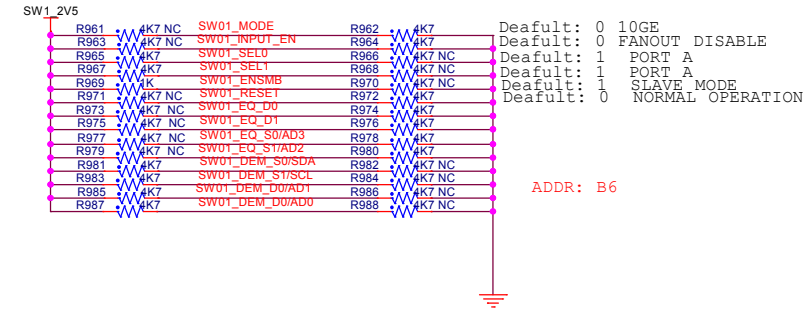 SW1_2V5
R961 4K7 NC SW01_MODE R962 4K7 Deafult: 0 10GE
R963 4K7 NC SW01_INPUT_EN R964 4K7 Deafult: 0 FANOUT DISABLE
R965 4K7 SW01_SEL0 R966 4K7 NC Deafult: 1 PORT A
R967 4K7 SW01_SEL1 R968 4K7 NC Deafult: 1 PORT A
R969 1K SW01_ENSMB R970 4K7 NC Deafult: 1 SLAVE MODE
R971 4K7 NC SW01_RESET R972 4K7 Deafult: 0 NORMAL OPERATION
R973 4K7 NC SW01_EQ_D0 R974 4K7
R975 4K7 NC SW01_EQ_D1 R976 4K7
R977 4K7 NC SW01_EQ_S0/AD3 R978 4K7
R979 4K7 NC SW01_EQ_S1/AD2 R980 4K7
R981 4K7 SW01_DEM_S0/SDA R982 4K7 NC
R983 4K7 SW01_DEM_S1/SCL R984 4K7 NC
R985 4K7 SW01_DEM_D0/AD1 R986 4K7 NC ADDR: B6
R987 4K7 SW01_DEM_D0/AD0 R988 4K7 NC